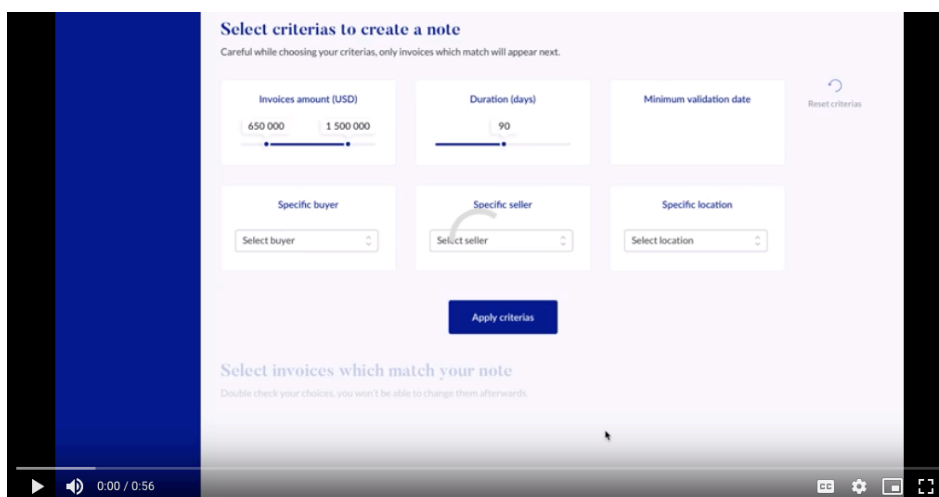 Select criterias to create a note
Careful while choosing your criterias, only invoices which match will appear next.
Invoices amount (USD)
650 000 1 500 000
Duration (days)
90
Minimum validation date
Reset criterias
Specific buyer
Select buyer
Specific seller
Select seller
Specific location
Select location
Apply criterias
Select invoices which match your note
Double check your choices, you won't be able to change them afterwards.
0:00 / 0:56
CC